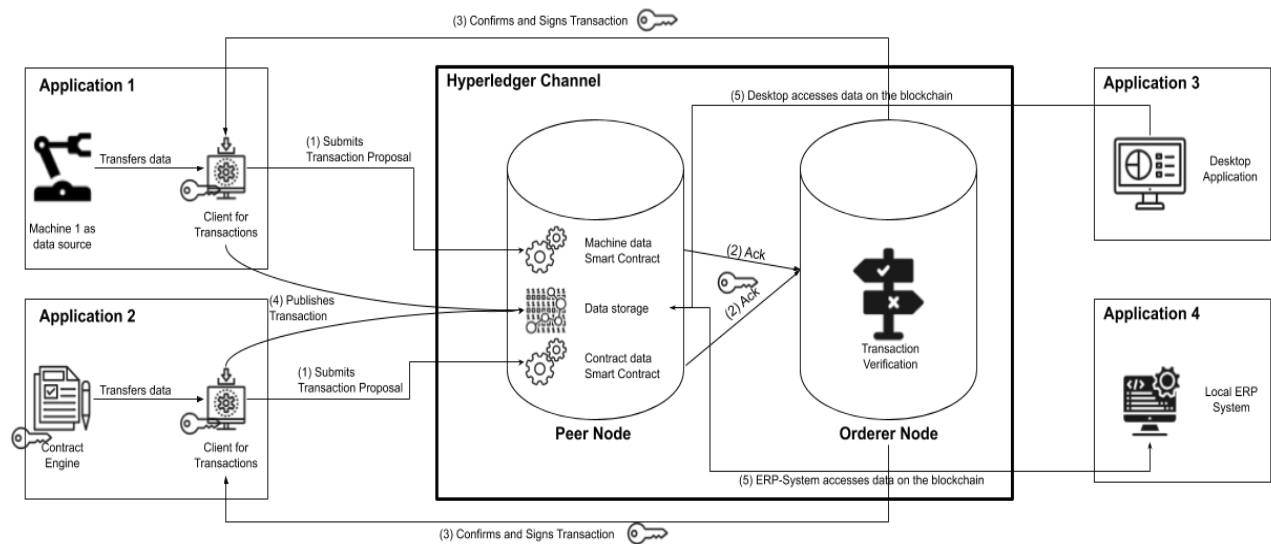 (3) Confirms and Signs Transaction
Application 1
Transfers data
Machine 1 as
data source
Client for
Transactions
(1) Submits
Transaction Proposal
Hyperledger Channel
(5) Desktop accesses data on the blockchain
Machine data
Smart Contract
(2) Ack
Data storage
(2) Ack
Contract data
Smart Contract
Peer Node
Transaction
Verification
Orderer Node
Application 3
Desktop
Application
(4) Publishes
Transaction
Application 2
Transfers data
Contract
Engine
Client for
Transactions
(1) Submits
Transaction Proposal
Application 4
Local ERP
System
(5) ERP-System accesses data on the blockchain
(3) Confirms and Signs Transaction